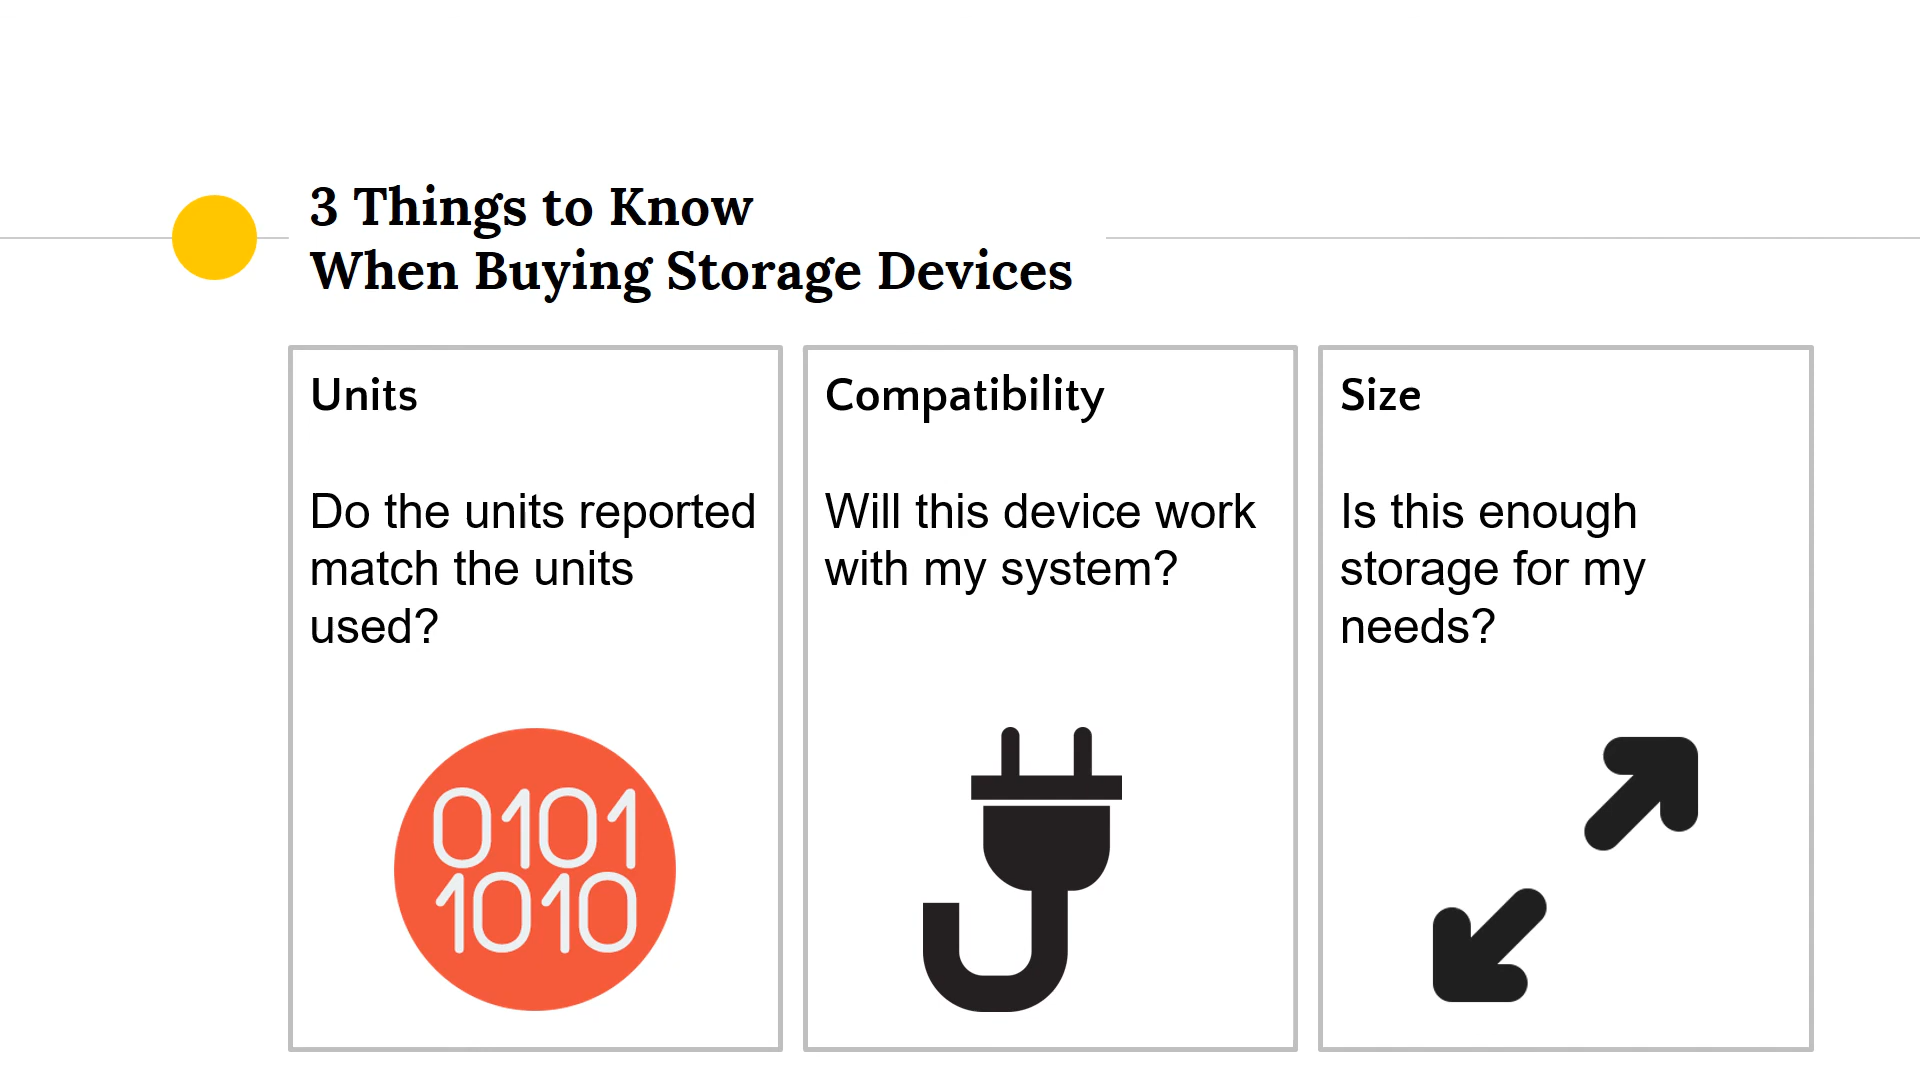 3 Things to Know
When Buying Storage Devices
Units
Do the units reported
match the units
used?
0101
1010
Compatibility
Will this device work
with my system?
Size
Is this enough
storage for my
needs?